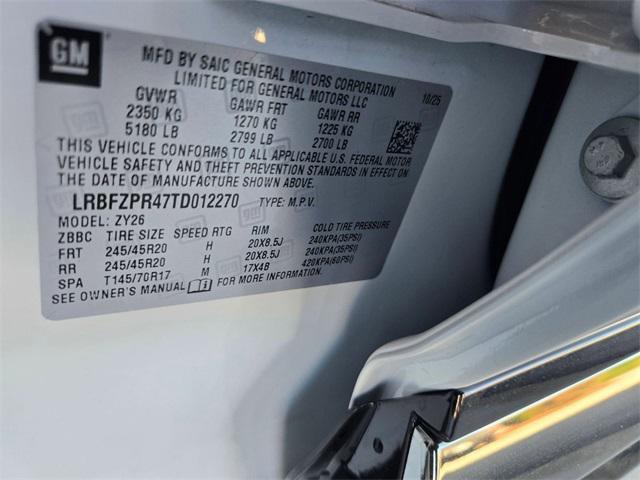 GM
MFD BY SAIC GENERAL MOTORS CORPORATION
LIMITED FOR GENERAL MOTORS LLC
10/25
GVWR GAWR FRT GAWR RR
2350 KG 1270 KG 1225 KG
5180 LB 2799 LB 2700 LB
THIS VEHICLE CONFORMS TO ALL APPLICABLE U.S. FEDERAL MOTOR
VEHICLE SAFETY AND THEFT PREVENTION STANDARDS IN EFFECT ON
THE DATE OF MANUFACTURE SHOWN ABOVE.
LRBFZPR47TD012270 TYPE: M.P.V.
MODEL: ZY26
ZBBC TIRE SIZE SPEED RTG RIM COLD TIRE PRESSURE
FRT 245/45R20 H 20X8.5J 240KPA(35PSI)
RR 245/45R20 H 20X8.5J 240KPA(35PSI)
SPA T145/70R17 M 17X4B 420KPA(60PSI)
SEE OWNER'S MANUAL FOR MORE INFORMATION.